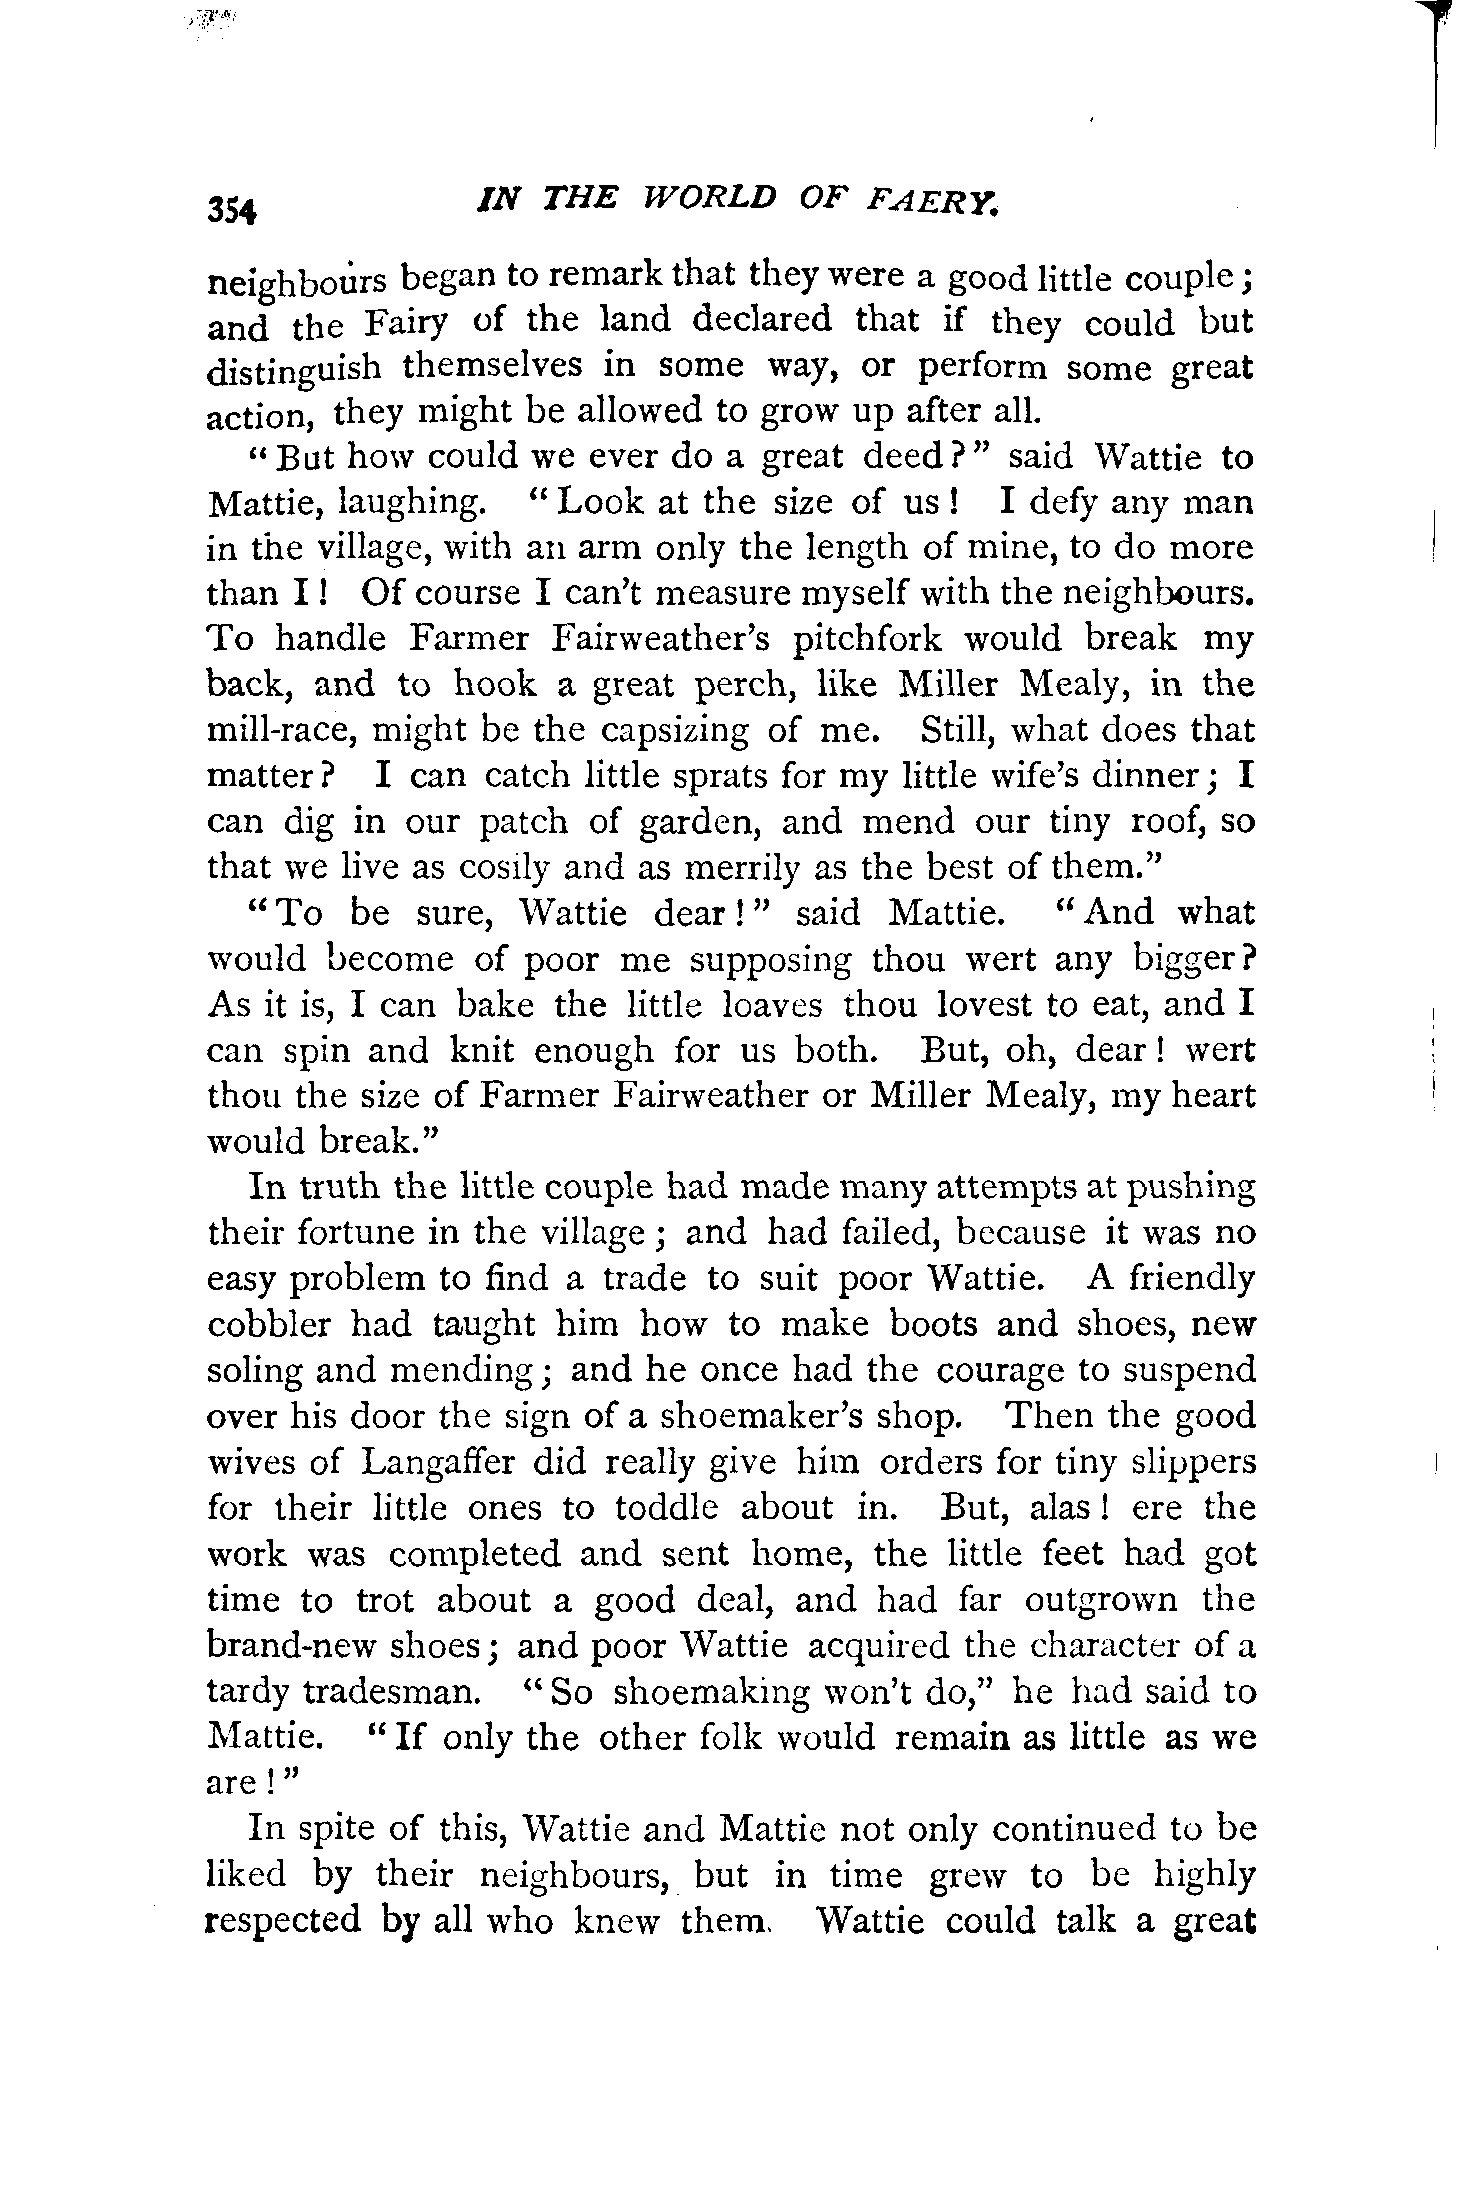 354 IN THE WORLD OF FAERY.
neighbours began to remark that they were a good little couple;
and the Fairy of the land declared that if they could but
distinguish themselves in some way, or perform some great
action, they might be allowed to grow up after all.
"But how could we ever do a great deed?" said Wattie to
Mattie, laughing. "Look at the size of us! I defy any man
in the village, with an arm only the length of mine, to do more
than I! Of course I can't measure myself with the neighbours.
To handle Farmer Fairweather's pitchfork would break my
back, and to hook a great perch, like Miller Mealy, in the
mill-race, might be the capsizing of me. Still, what does that
matter? I can catch little sprats for my little wife's dinner; I
can dig in our patch of garden, and mend our tiny roof, so
that we live as cosily and as merrily as the best of them."
"To be sure, Wattie dear!" said Mattie. "And what
would become of poor me supposing thou wert any bigger?
As it is, I can bake the little loaves thou lovest to eat, and I
can spin and knit enough for us both. But, oh, dear! wert
thou the size of Farmer Fairweather or Miller Mealy, my heart
would break."
In truth the little couple had made many attempts at pushing
their fortune in the village; and had failed, because it was no
easy problem to find a trade to suit poor Wattie. A friendly
cobbler had taught him how to make boots and shoes, new
soling and mending; and he once had the courage to suspend
over his door the sign of a shoemaker's shop. Then the good
wives of Langaffer did really give him orders for tiny slippers
for their little ones to toddle about in. But, alas! ere the
work was completed and sent home, the little feet had got
time to trot about a good deal, and had far outgrown the
brand-new shoes; and poor Wattie acquired the character of a
tardy tradesman. "So shoemaking won't do," he had said to
Mattie. "If only the other folk would remain as little as we
are!"
In spite of this, Wattie and Mattie not only continued to be
liked by their neighbours, but in time grew to be highly
respected by all who knew them. Wattie could talk a great